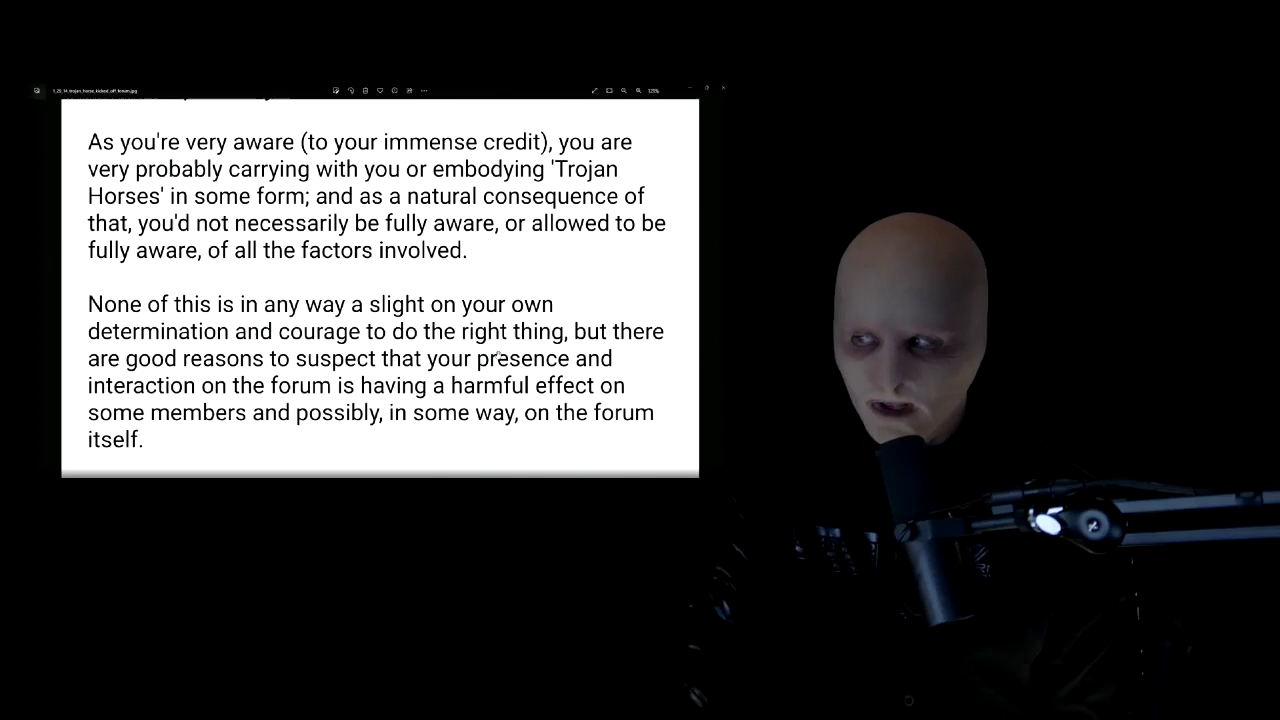 1_20_14_trojan_horse_kicked_off_forum.jpg
125%
As you're very aware (to your immense credit), you are
very probably carrying with you or embodying 'Trojan
Horses' in some form; and as a natural consequence of
that, you'd not necessarily be fully aware, or allowed to be
fully aware, of all the factors involved.
None of this is in any way a slight on your own
determination and courage to do the right thing, but there
are good reasons to suspect that your presence and
interaction on the forum is having a harmful effect on
some members and possibly, in some way, on the forum
itself.